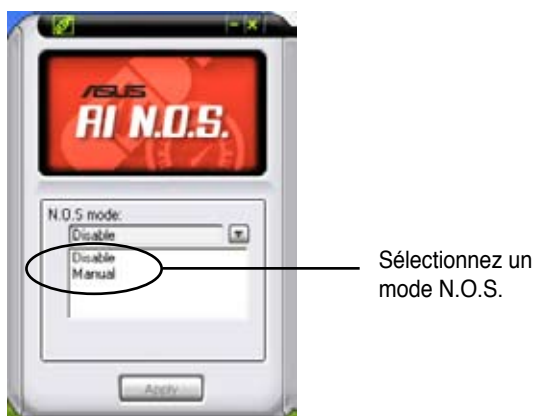 ASUS
AI N.O.S.
N.O.S mode:
Disable
Disable
Manual
Sélectionnez un
mode N.O.S.
Apply